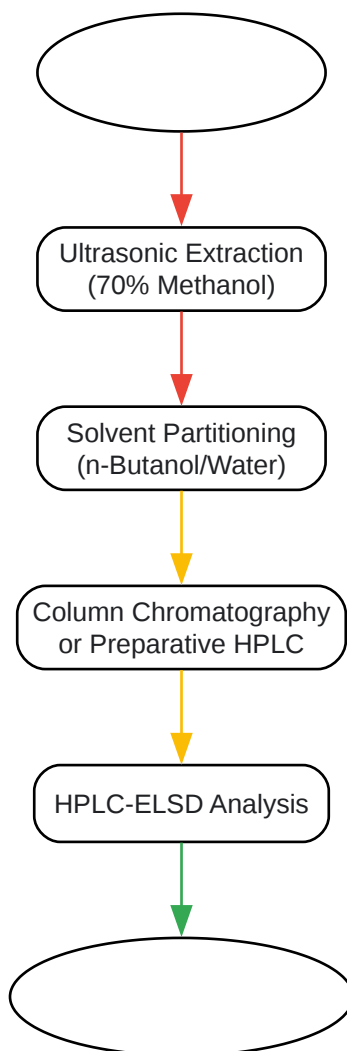 Ultrasonic Extraction
(70% Methanol)
Solvent Partitioning
(n-Butanol/Water)
Column Chromatography
or Preparative HPLC
HPLC-ELSD Analysis